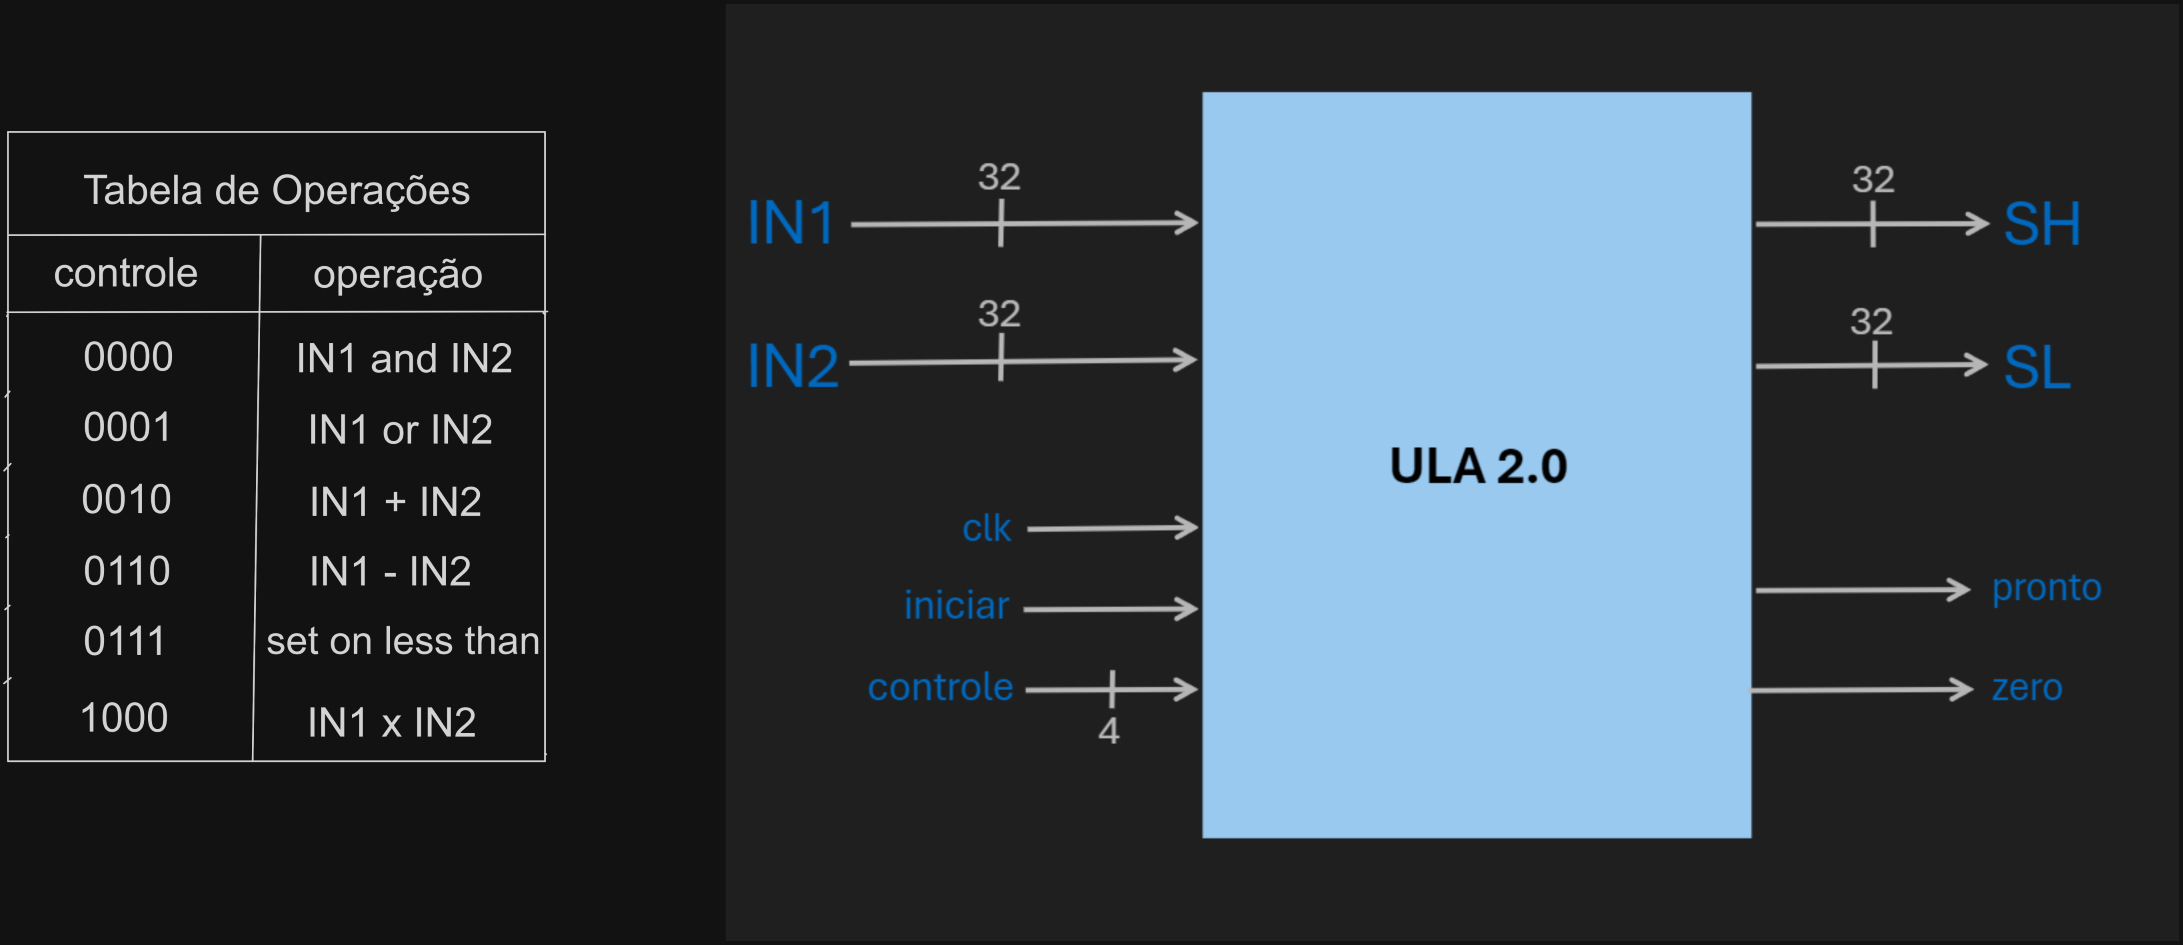 Tabela de Operações
controle operação
0000 IN1 and IN2
0001 IN1 or IN2
0010 IN1 + IN2
0110 IN1 - IN2
0111 set on less than
1000 IN1 x IN2
32
IN1
32
IN2
clk
iniciar
controle
4
ULA 2.0
32
SH
32
SL
pronto
zero